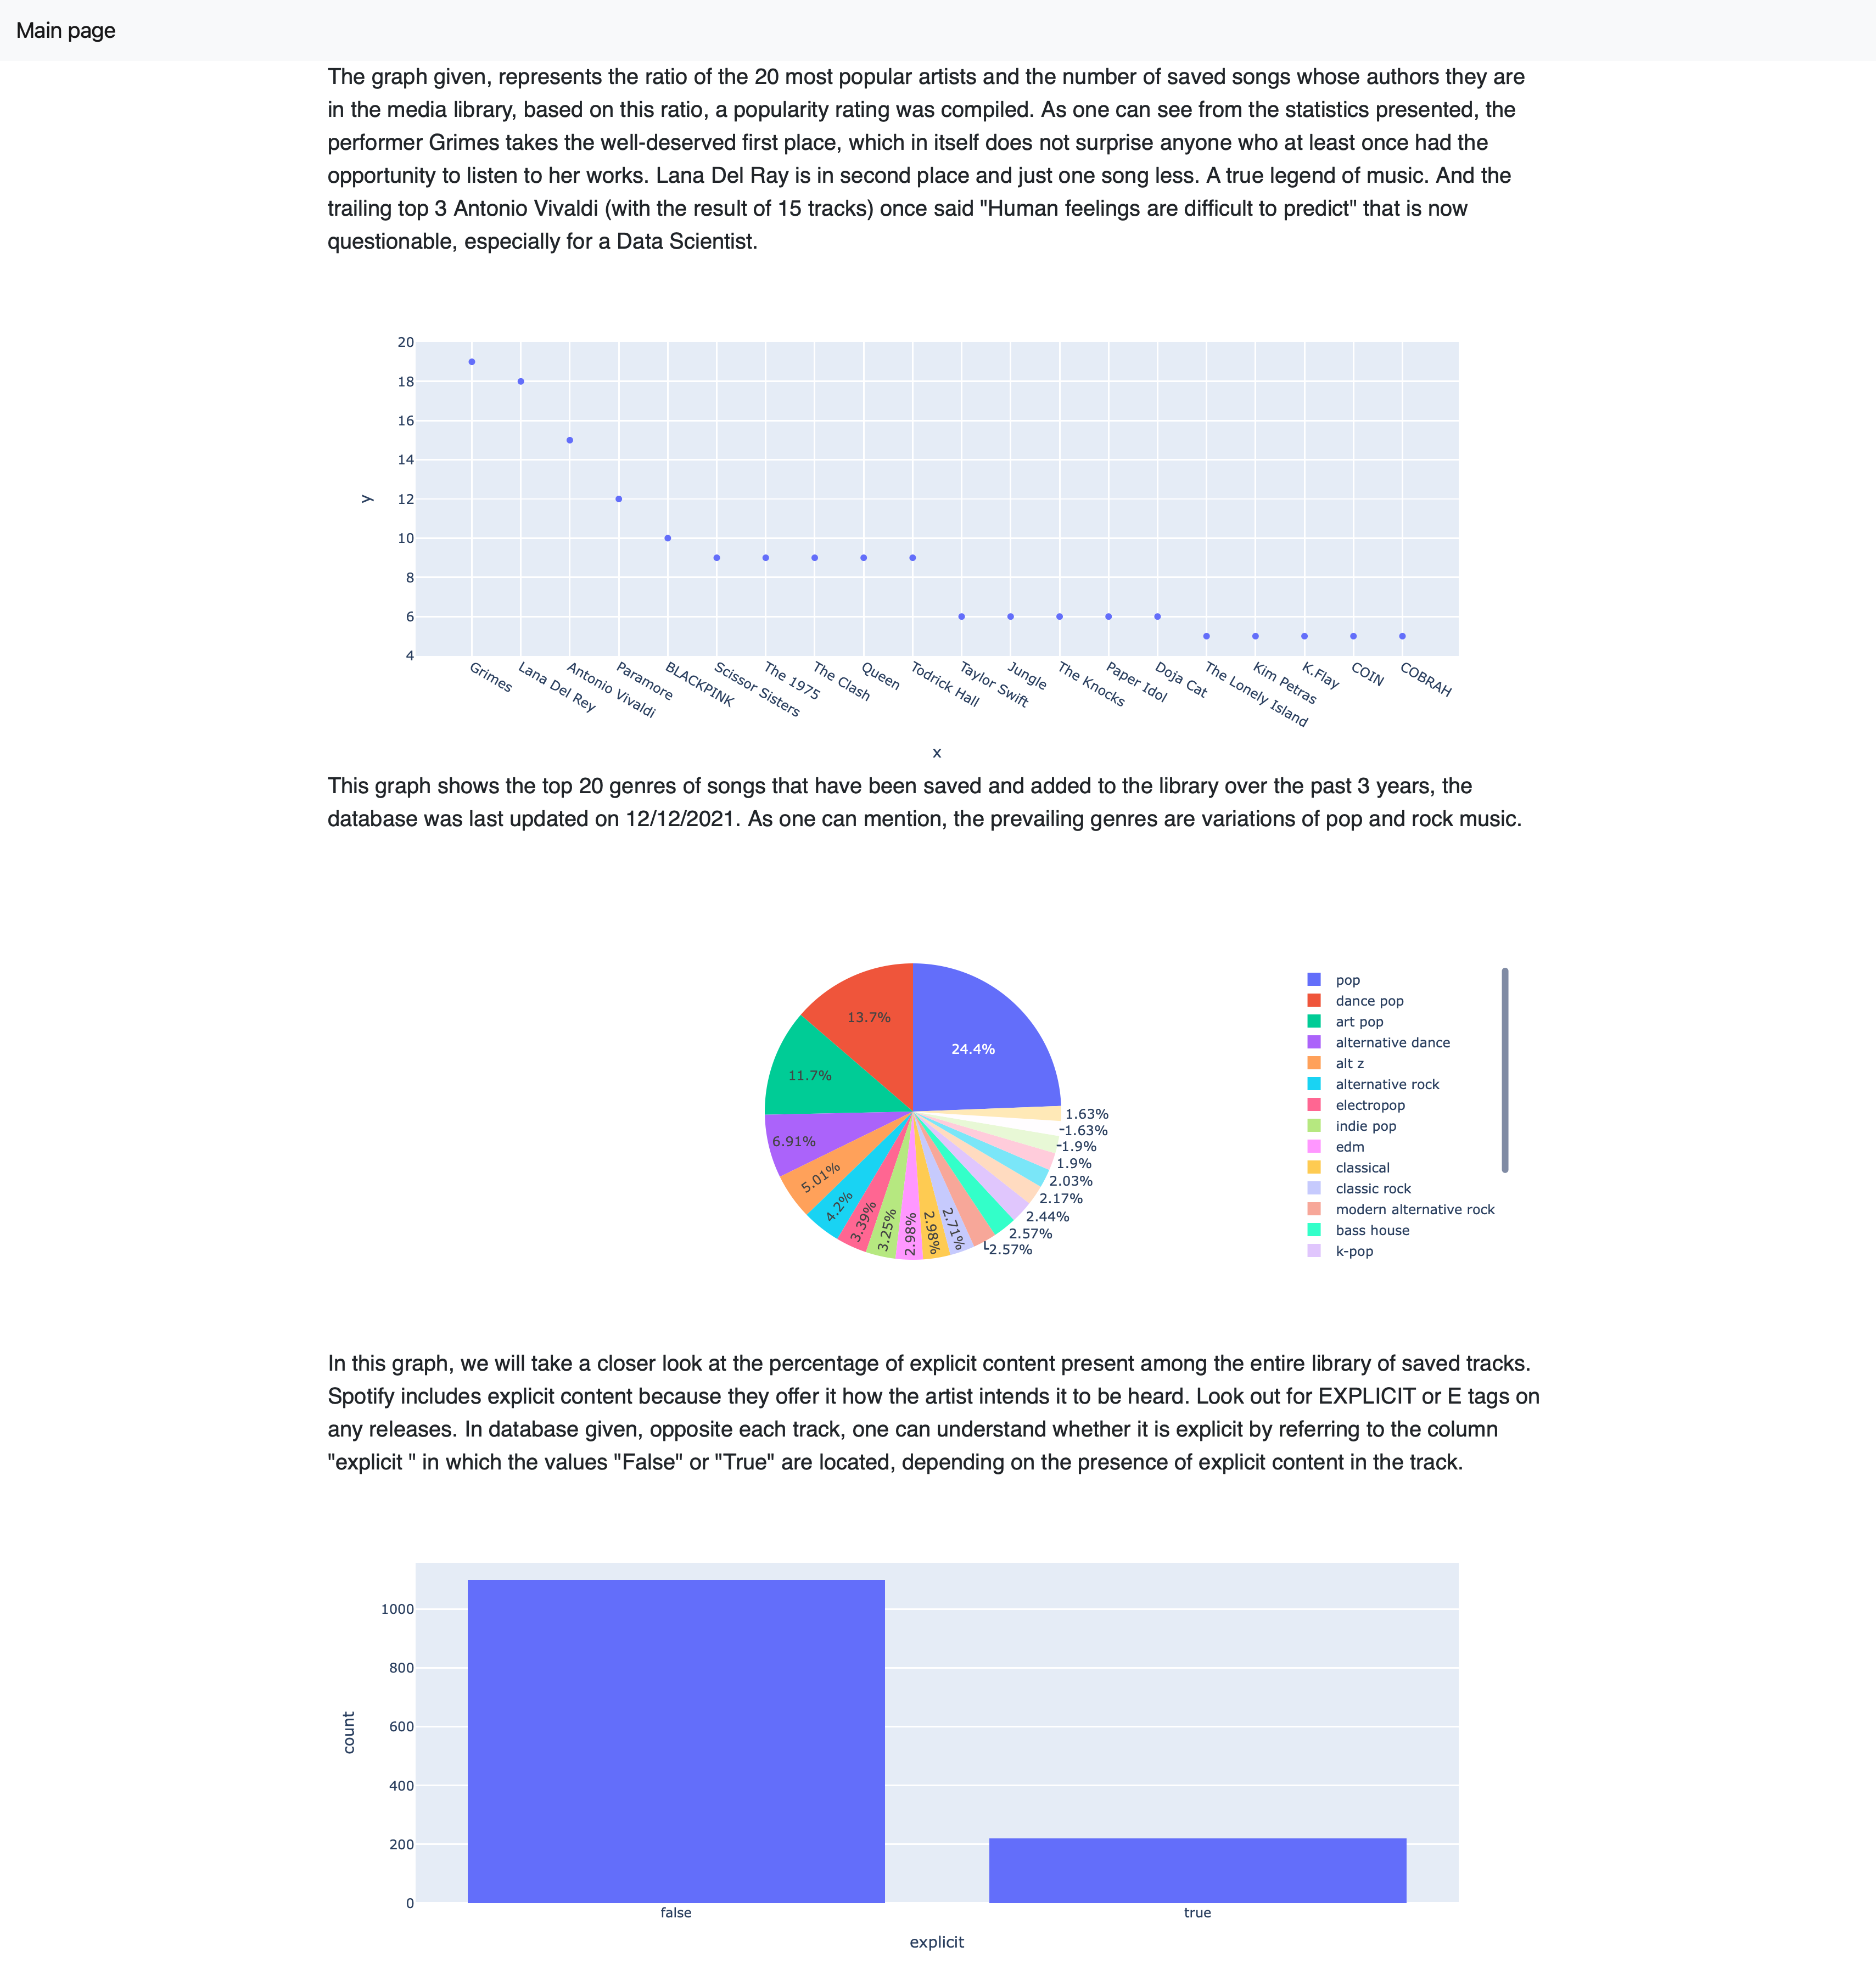 Main page
The graph given, represents the ratio of the 20 most popular artists and the number of saved songs whose authors they are
in the media library, based on this ratio, a popularity rating was compiled. As one can see from the statistics presented, the
performer Grimes takes the well-deserved first place, which in itself does not surprise anyone who at least once had the
opportunity to listen to her works. Lana Del Ray is in second place and just one song less. A true legend of music. And the
trailing top 3 Antonio Vivaldi (with the result of 15 tracks) once said "Human feelings are difficult to predict" that is now
questionable, especially for a Data Scientist.
20
18
16
14
12
10
8
6
4
y
Grimes
Lana Del Rey
Antonio Vivaldi
Paramore
BLACKPINK
Scissor Sisters
The 1975
The Clash
Queen
Todrick Hall
Taylor Swift
Jungle
The Knocks
Paper Idol
Doja Cat
The Lonely Island
Kim Petras
K.Flay
COIN
COBRAH
x
This graph shows the top 20 genres of songs that have been saved and added to the library over the past 3 years, the
database was last updated on 12/12/2021. As one can mention, the prevailing genres are variations of pop and rock music.
24.4%
13.7%
11.7%
6.91%
5.01%
4.2%
3.39%
3.25%
2.98%
2.98%
2.71%
2.57%
2.57%
2.44%
2.17%
2.03%
1.9%
1.9%
1.63%
1.63%
pop
dance pop
art pop
alternative dance
alt z
alternative rock
electropop
indie pop
edm
classical
classic rock
modern alternative rock
bass house
k-pop
In this graph, we will take a closer look at the percentage of explicit content present among the entire library of saved tracks.
Spotify includes explicit content because they offer it how the artist intends it to be heard. Look out for EXPLICIT or E tags on
any releases. In database given, opposite each track, one can understand whether it is explicit by referring to the column
"explicit " in which the values "False" or "True" are located, depending on the presence of explicit content in the track.
1000
800
600
400
200
0
count
false
true
explicit